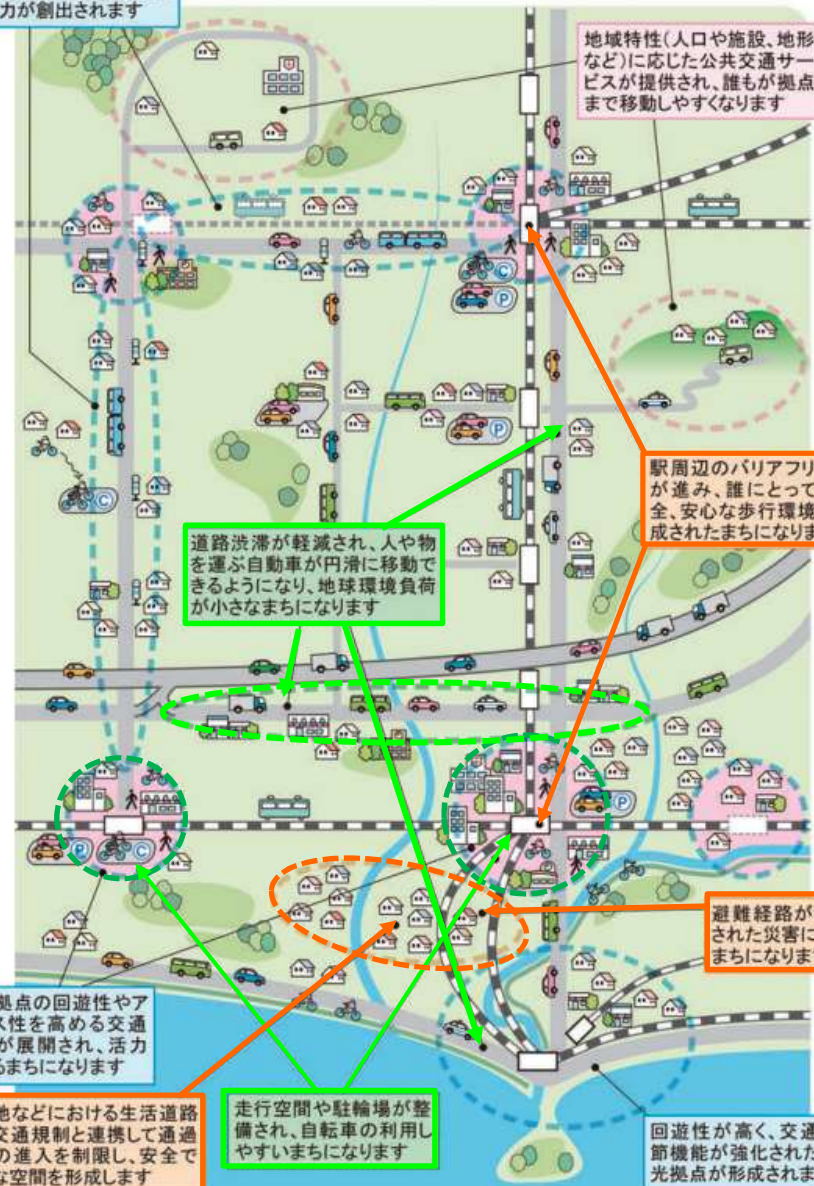 力が創出されます
地域特性（人口や施設、地形
など）に応じた公共交通サー
ビスが提供され、誰もが拠点
まで移動しやすくなります
駅周辺のバリアフリ
が進み、誰にとって
全、安心な歩行環境
成されたまちになりま
道路渋滞が軽減され、人や物
を運ぶ自動車が円滑に移動で
きるようになり、地球環境負荷
が小さなまちになります
避難経路が
された災害に
まちになりま
拠点の回遊性やア
ス性を高める交通
が展開され、活力
るまちになります
地などにおける生活道路
交通規制と連携して通過
の進入を制限し、安全で
な空間を形成します
走行空間や駐輪場が整
備され、自転車の利用し
やすいまちになります
回遊性が高く、交通
節機能が強化された
光拠点が形成されま
C
P
P
C
P
P
C